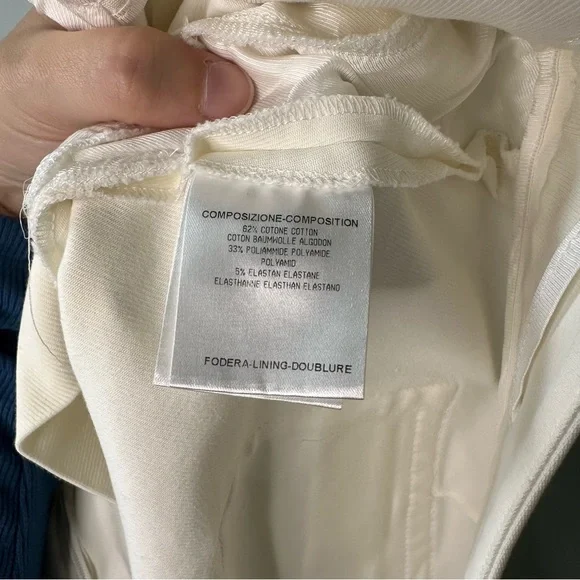 COMPOSIZIONE-COMPOSITION
62% COTONE COTTON
COTON BAUMWOLLE ALGODON
33% POLIAMMIDE POLYAMIDE
POLYAMID
5% ELASTAN ELASTANE
ELASTHANNE ELASTHAN ELASTANO
FODERA-LINING-DOUBLURE